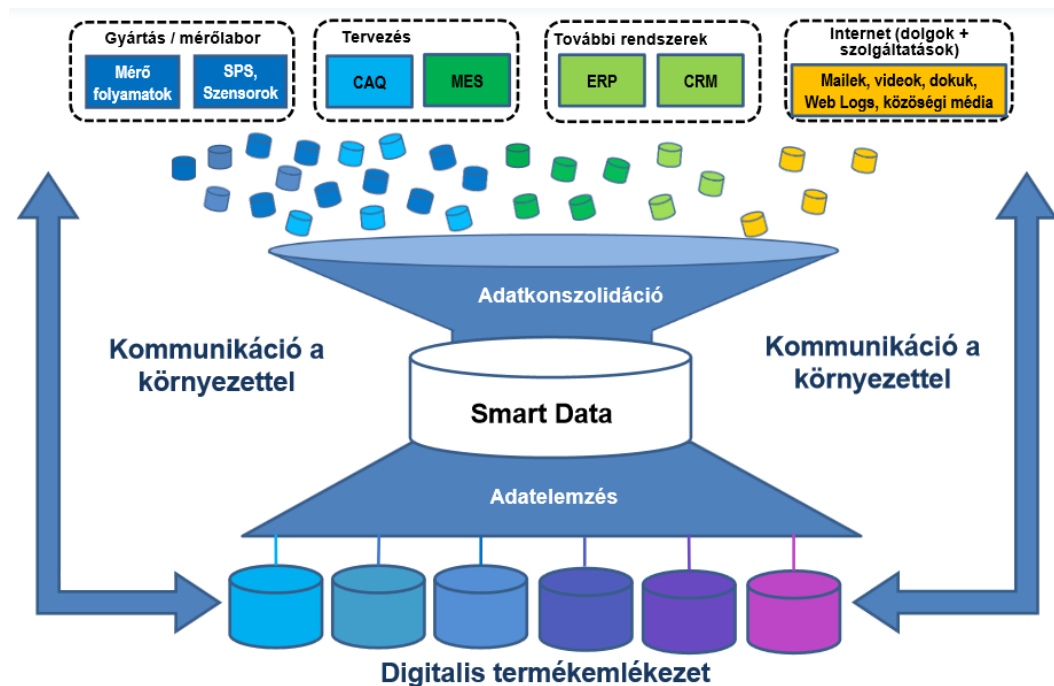 Gyártás / mérőlabor
Mérő
folyamatok
SPS,
Szensorok
Tervezés
CAQ
MES
További rendszerek
ERP
CRM
Internet (dolgok +
szolgáltatások)
Mailek, videok, dokuk,
Web Logs, közöségi média
Adatkonszolidáció
Kommunikáció a
környezettel
Kommunikáció a
környezettel
Smart Data
Adatelemzés
Digitalis termékemlékezet